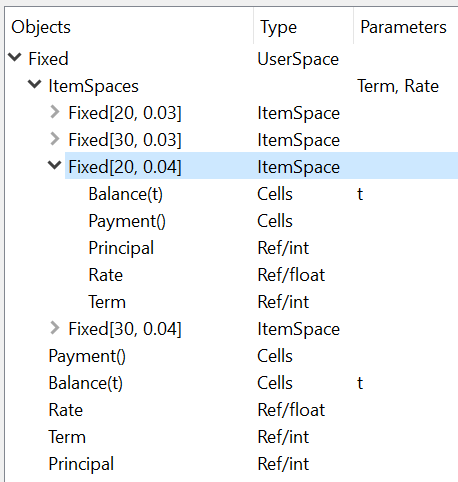 Objects Type Parameters
Fixed UserSpace
ItemSpaces Term, Rate
Fixed[20, 0.03] ItemSpace
Fixed[30, 0.03] ItemSpace
Fixed[20, 0.04] ItemSpace
Balance(t) Cells t
Payment() Cells
Principal Ref/int
Rate Ref/float
Term Ref/int
Fixed[30, 0.04] ItemSpace
Payment() Cells
Balance(t) Cells t
Rate Ref/float
Term Ref/int
Principal Ref/int